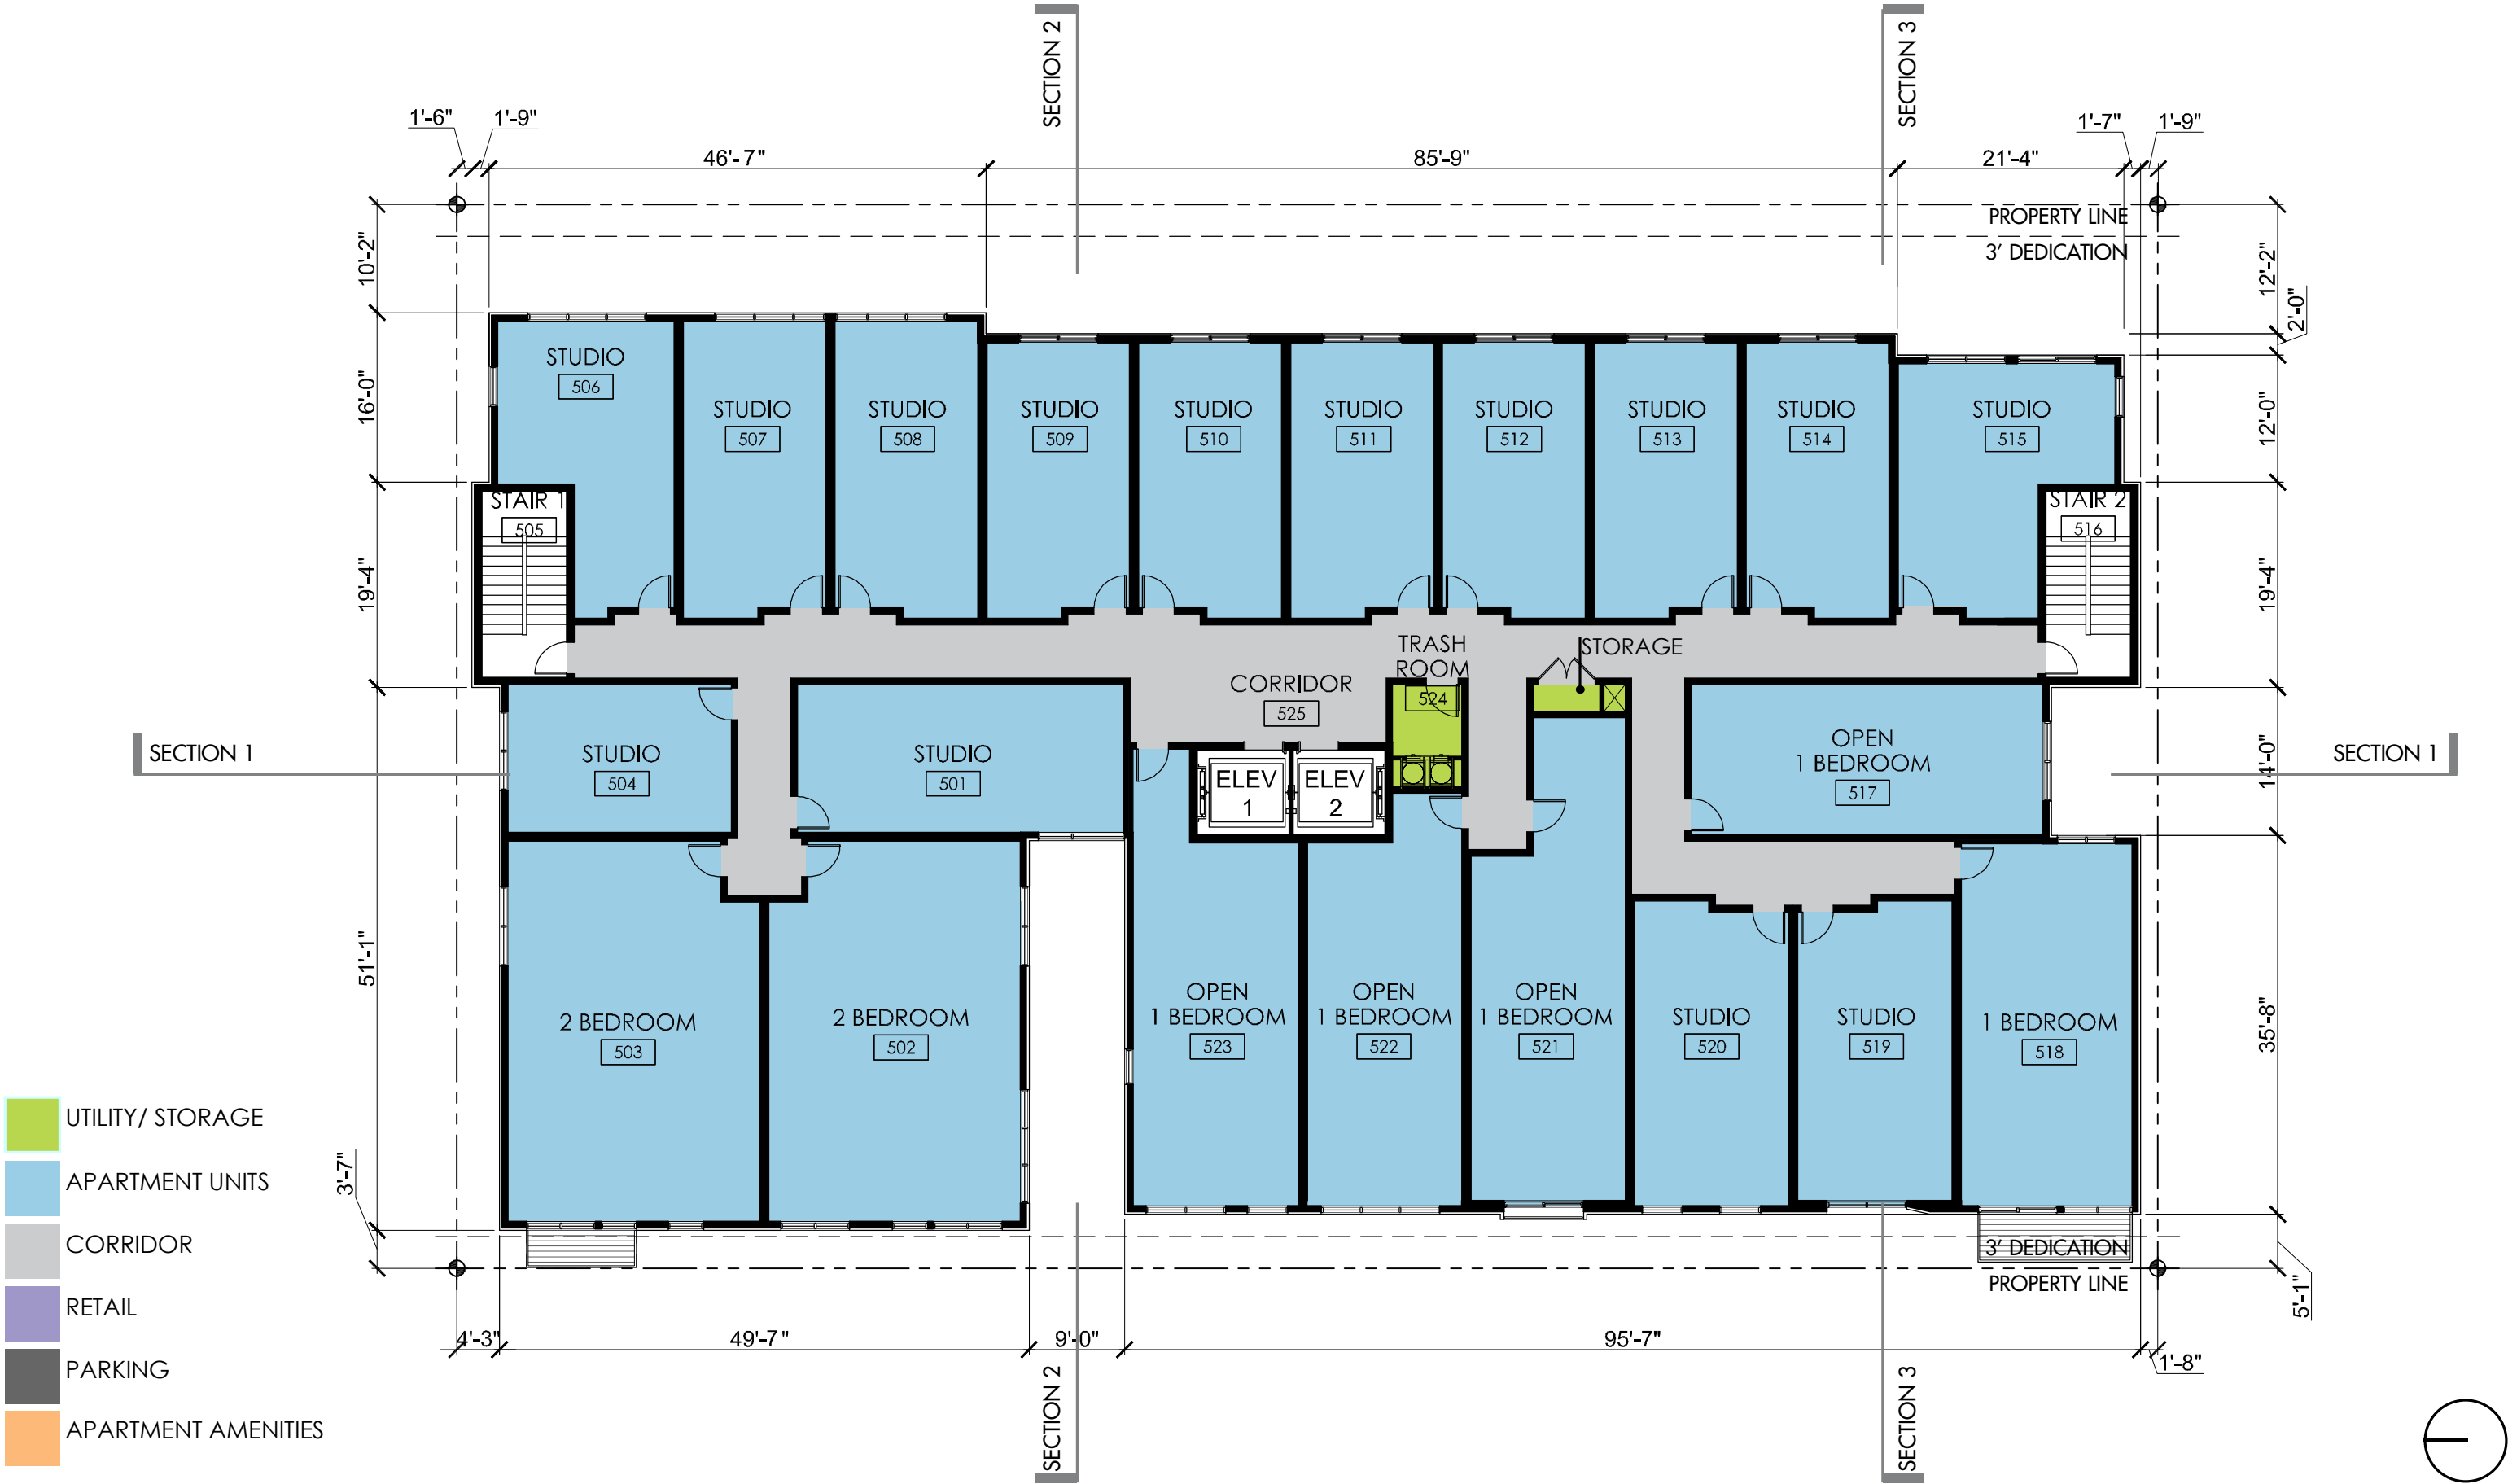 SECTION 2
SECTION 3
1'-6"
1'-9"
46'-7"
85'-9"
21'-4"
1'-7"
1'-9"
PROPERTY LINE
3' DEDICATION
10'-2"
16'-0"
19'-4"
51'-1"
3'-7"
12'-2"
2'-0"
12'-0"
19'-4"
14'-0"
35'-8"
5'-1"
STUDIO
506
STUDIO
507
STUDIO
508
STUDIO
509
STUDIO
510
STUDIO
511
STUDIO
512
STUDIO
513
STUDIO
514
STUDIO
515
STAIR 1
505
STAIR 2
516
TRASH
ROOM
524
STORAGE
CORRIDOR
525
SECTION 1
STUDIO
504
STUDIO
501
ELEV
1
ELEV
2
OPEN
1 BEDROOM
517
SECTION 1
2 BEDROOM
503
2 BEDROOM
502
OPEN
1 BEDROOM
523
OPEN
1 BEDROOM
522
OPEN
1 BEDROOM
521
STUDIO
520
STUDIO
519
1 BEDROOM
518
UTILITY/ STORAGE
APARTMENT UNITS
CORRIDOR
RETAIL
PARKING
APARTMENT AMENITIES
3' DEDICATION
PROPERTY LINE
4'-3"
49'-7"
9'-0"
95'-7"
1'-8"
SECTION 2
SECTION 3